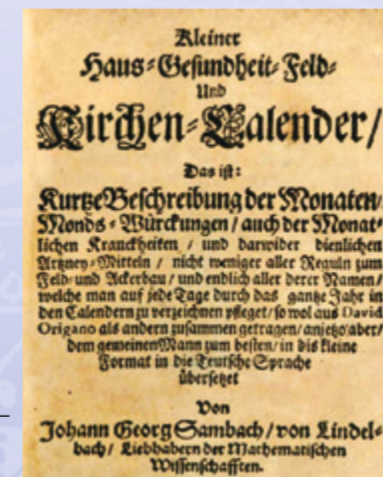 Kleiner
Haus-Gesundheit-Feld-
Und
Kirchen-Calender/
Das ist:
Kurtze Beschreibung der Monaten/
Monds-Würckungen / auch der Monat-
lichen Kranckheiten / und darwider dienlichen
Artzney-Mitteln / nicht weniger aller Reguln zum
Feld- und Ackerbau / und endlich aller derer Namen /
welche man auf jede Tage durch das gantze Jahr in
den Calendern zu verzeichnen pfleget / so wol aus David
Origano als andern zusammen getragen / anjetzo aber /
dem gemeinen Mann zum besten / in dis kleine
Format in die Teutsche Sprache
übersetzet
Von
Johann Georg Sambach / von Lindel-
bach / Liebhabern der Mathematischen
Wissenschafften.